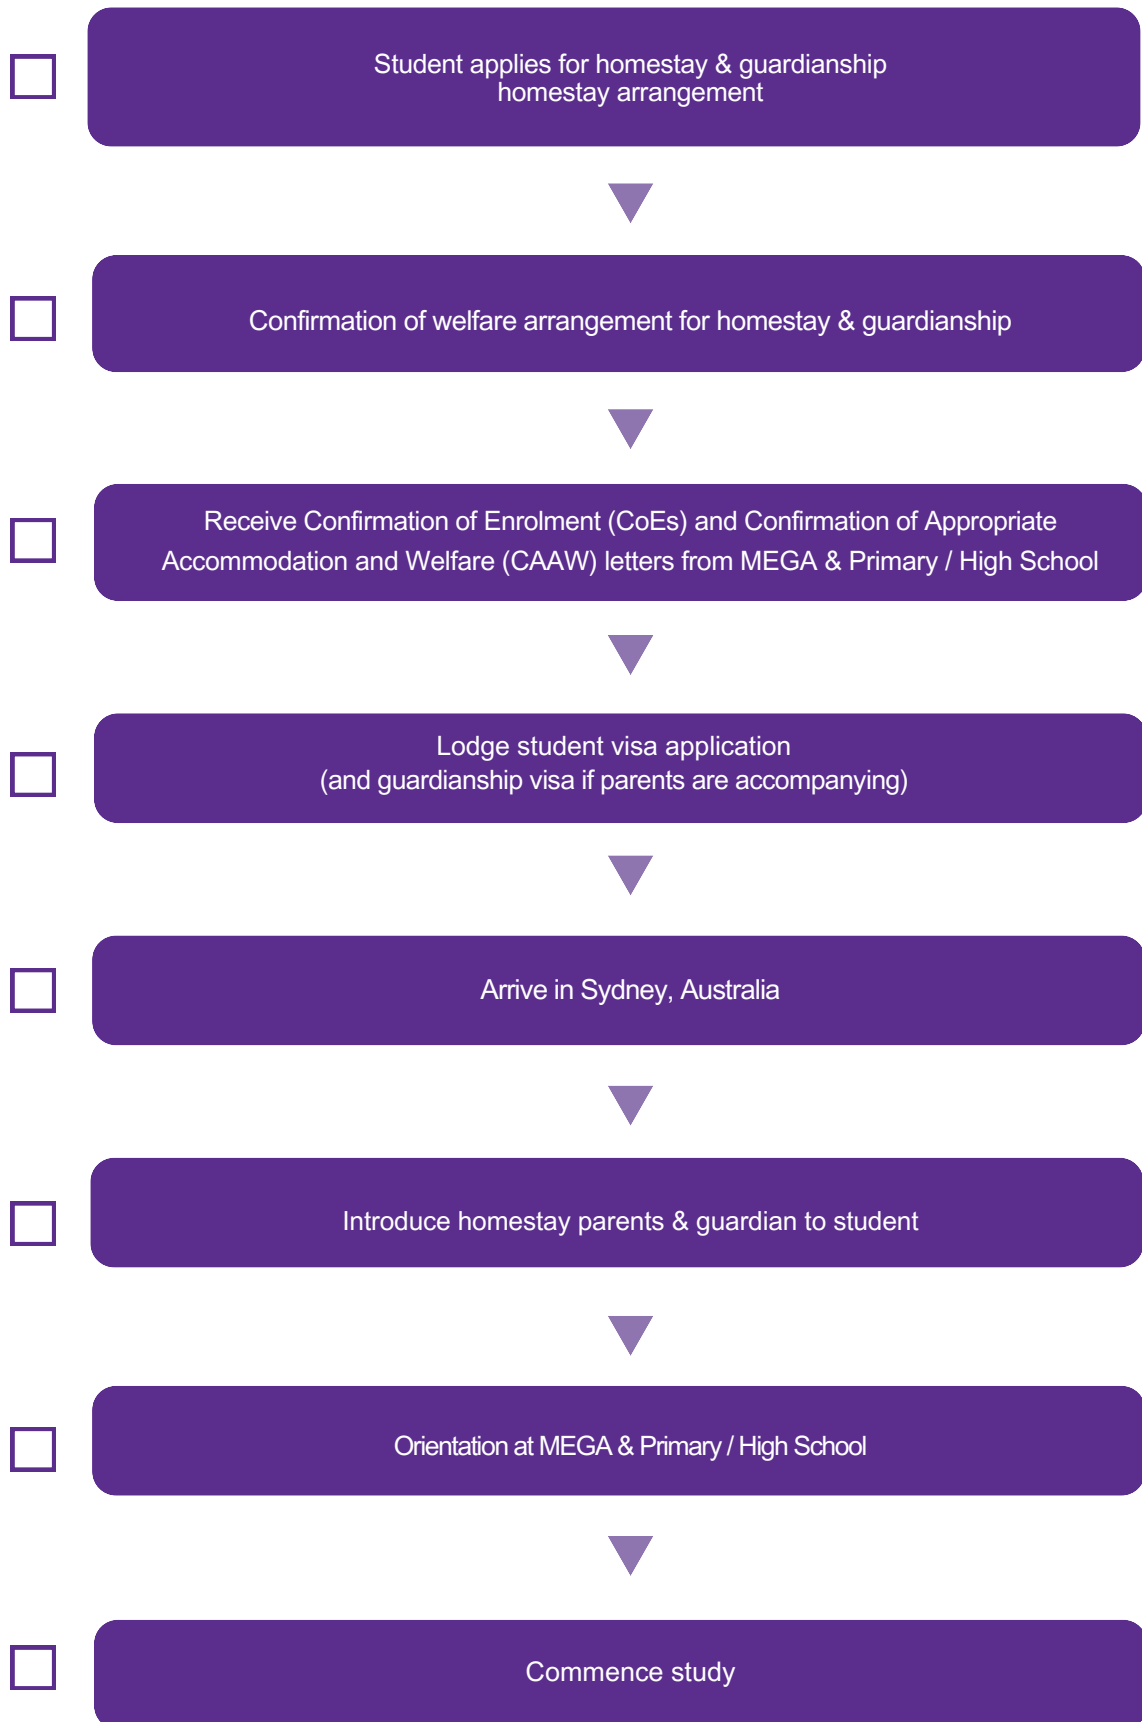 Student applies for homestay & guardianship
homestay arrangement
Confirmation of welfare arrangement for homestay & guardianship
Receive Confirmation of Enrolment (CoEs) and Confirmation of Appropriate
Accommodation and Welfare (CAAW) letters from MEGA & Primary / High School
Lodge student visa application
(and guardianship visa if parents are accompanying)
Arrive in Sydney, Australia
Introduce homestay parents & guardian to student
Orientation at MEGA & Primary / High School
Commence study